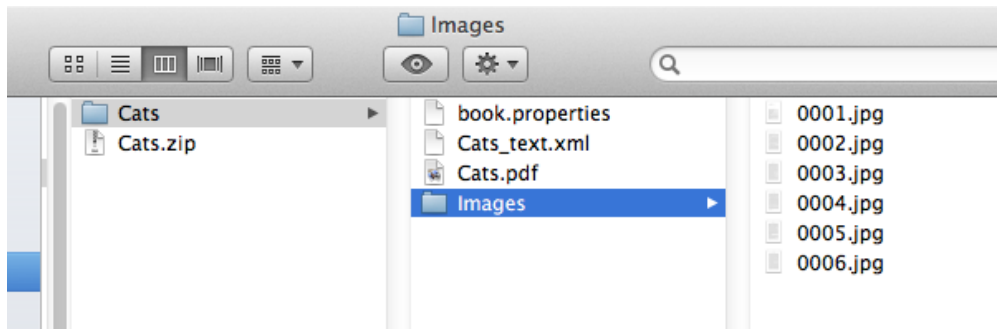 Images
Cats
Cats.zip
book.properties
Cats_text.xml
Cats.pdf
Images
0001.jpg
0002.jpg
0003.jpg
0004.jpg
0005.jpg
0006.jpg